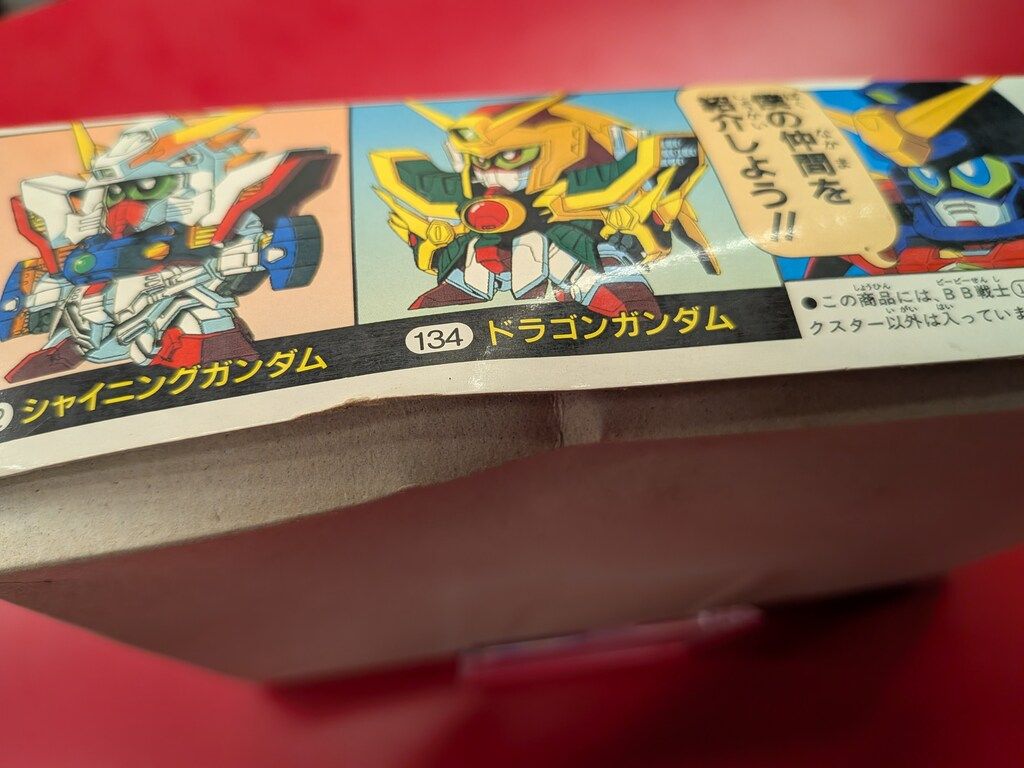 シャイニングガンダム
134 ドラゴンガンダム
僕の仲間を
紹介しよう!!
●この商品には、BB戦士
クスター以外は入っていま